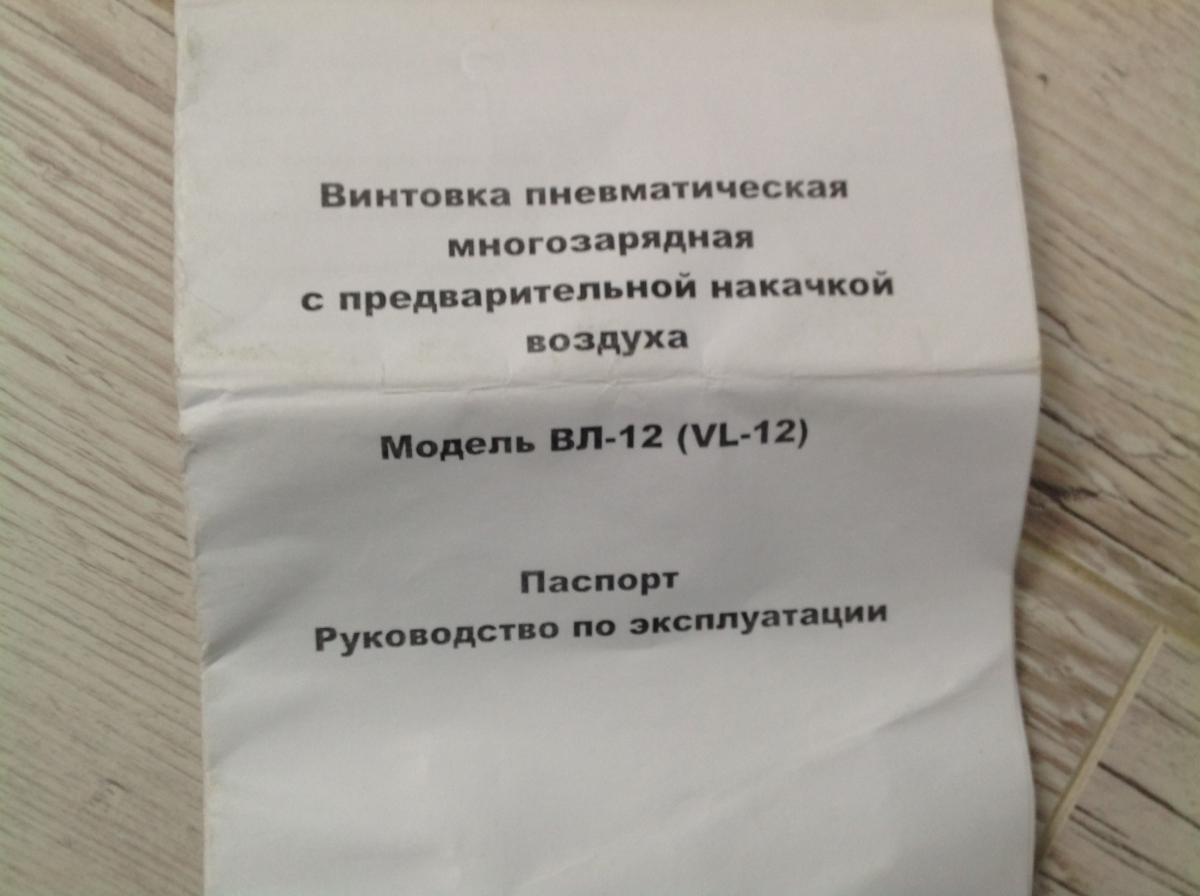 Винтовка пневматическая
многозарядная
с предварительной накачкой
воздуха
Модель ВЛ-12 (VL-12)
Паспорт
Руководство по эксплуатации